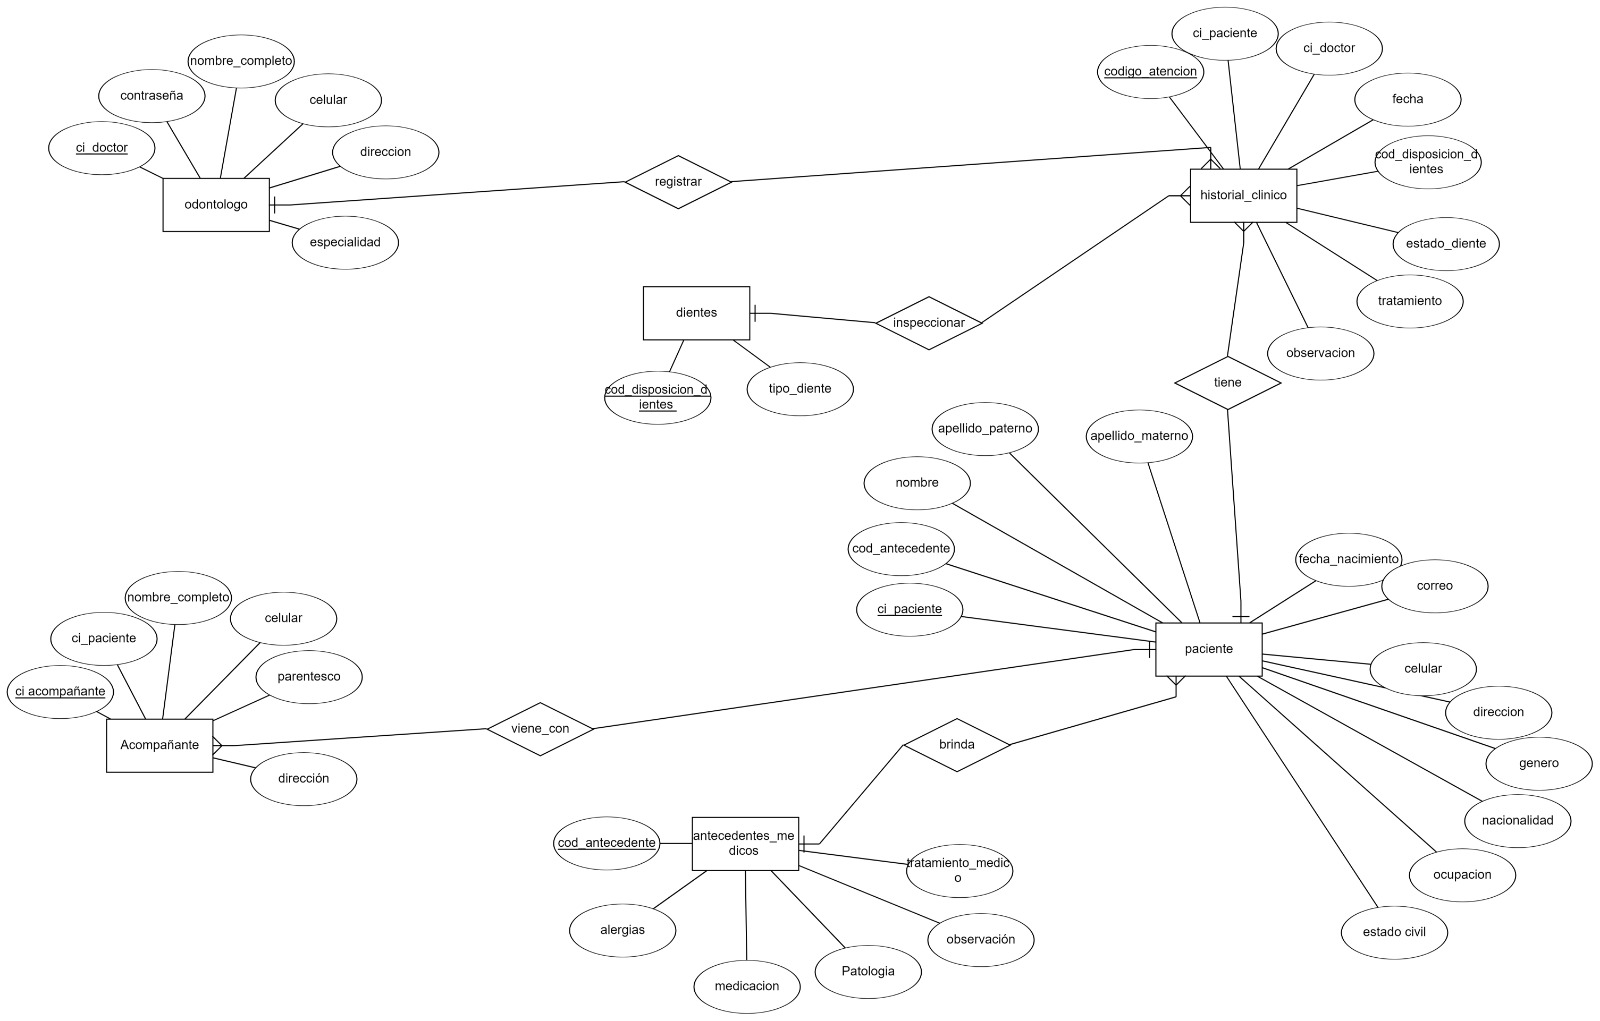 ci_paciente
ci_doctor
nombre_completo
codigo_atencion
contraseña
celular
fecha
ci_doctor
direccion
cod_disposicion_d
ientes
registrar
odontologo
historial_clinico
especialidad
estado_diente
tratamiento
dientes
inspeccionar
observacion
tiene
cod_disposicion_d
ientes
tipo_diente
apellido_paterno
apellido_materno
nombre
cod_antecedente
fecha_nacimiento
correo
ci_paciente
nombre_completo
celular
ci_paciente
paciente
celular
parentesco
ci acompañante
direccion
viene_con
Acompañante
brinda
genero
dirección
nacionalidad
antecedentes_me
dicos
cod_antecedente
tratamiento_medic
o
ocupacion
alergias
observación
estado civil
Patologia
medicacion